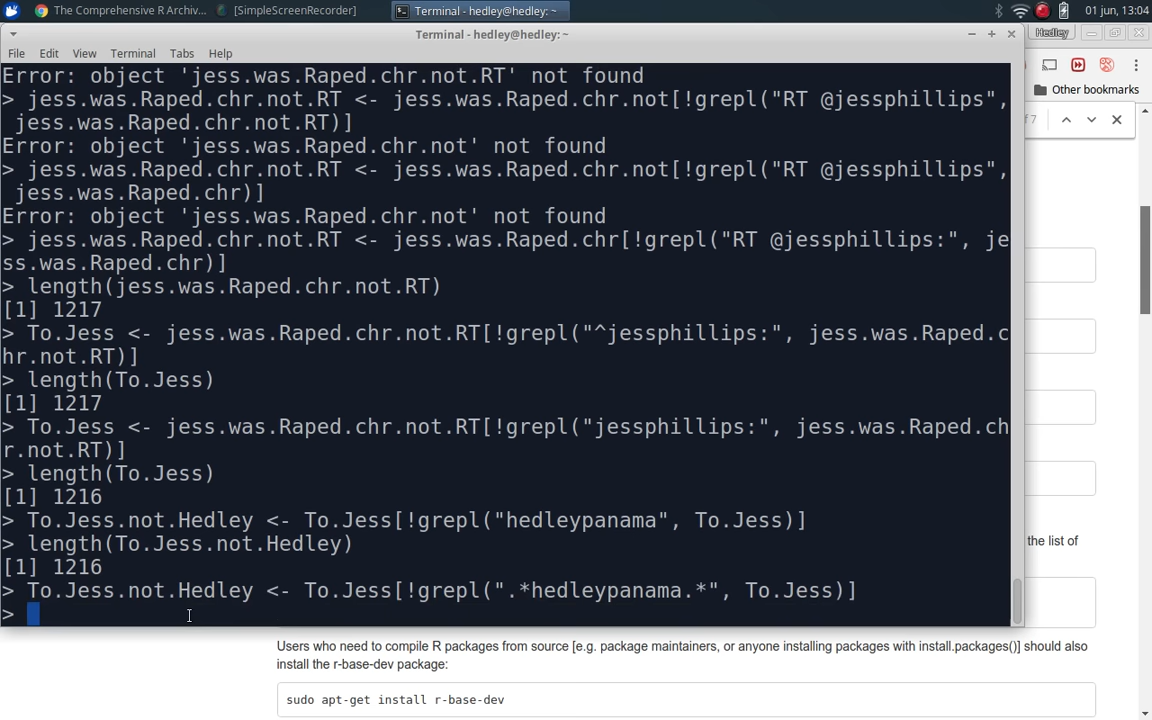 The Comprehensive R Archiv...
[SimpleScreenRecorder]
Terminal - hedley@hedley: ~
01 jun, 13:04
Terminal - hedley@hedley: ~
Hedley
File Edit View Terminal Tabs Help
Other bookmarks
of 7
Error: object 'jess.was.Raped.chr.not.RT' not found
> jess.was.Raped.chr.not.RT <- jess.was.Raped.chr.not[!grepl("RT @jessphillips",
 jess.was.Raped.chr.not.RT)]
Error: object 'jess.was.Raped.chr.not' not found
> jess.was.Raped.chr.not.RT <- jess.was.Raped.chr.not[!grepl("RT @jessphillips",
 jess.was.Raped.chr)]
Error: object 'jess.was.Raped.chr.not' not found
> jess.was.Raped.chr.not.RT <- jess.was.Raped.chr[!grepl("RT @jessphillips:", je
ss.was.Raped.chr)]
> length(jess.was.Raped.chr.not.RT)
[1] 1217
> To.Jess <- jess.was.Raped.chr.not.RT[!grepl("^jessphillips:", jess.was.Raped.c
hr.not.RT)]
> length(To.Jess)
[1] 1217
> To.Jess <- jess.was.Raped.chr.not.RT[!grepl("jessphillips:", jess.was.Raped.ch
r.not.RT)]
> length(To.Jess)
[1] 1216
> To.Jess.not.Hedley <- To.Jess[!grepl("hedleypanama", To.Jess)]
> length(To.Jess.not.Hedley)
[1] 1216
> To.Jess.not.Hedley <- To.Jess[!grepl(".*hedleypanama.*", To.Jess)]
>
the list of
Users who need to compile R packages from source [e.g. package maintainers, or anyone installing packages with install.packages()] should also
install the r-base-dev package:
sudo apt-get install r-base-dev